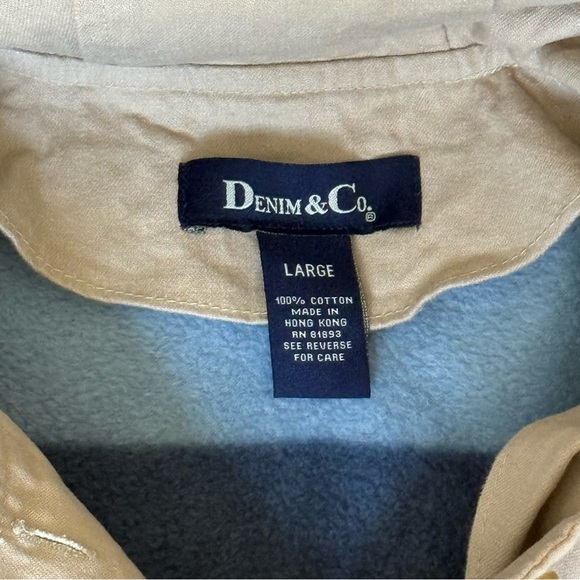 DENIM & CO.®
LARGE
100% COTTON
MADE IN
HONG KONG
RN 81893
SEE REVERSE
FOR CARE